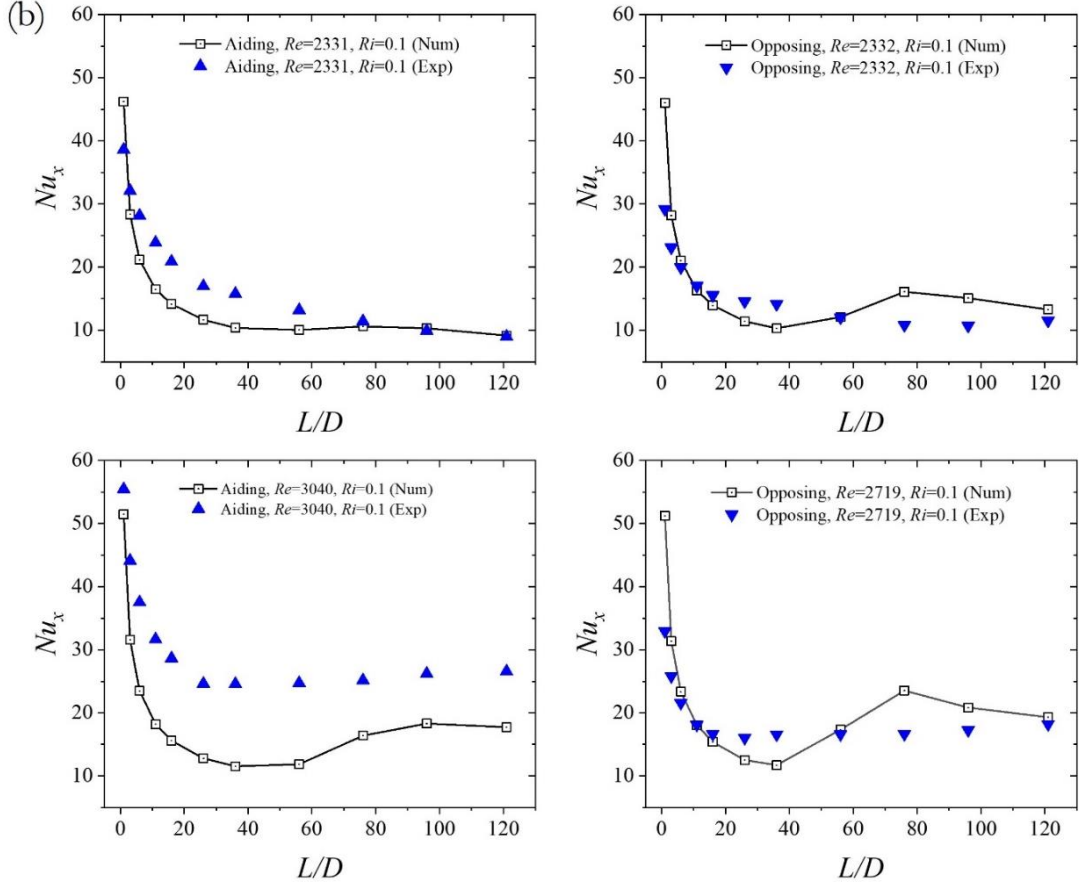 (b)
Aiding, Re=2331, Ri=0.1 (Num)
Aiding, Re=2331, Ri=0.1 (Exp)
60
50
40
30
20
10
Nux
0 20 40 60 80 100 120
L/D
Opposing, Re=2332, Ri=0.1 (Num)
Opposing, Re=2332, Ri=0.1 (Exp)
60
50
40
30
20
10
Nux
0 20 40 60 80 100 120
L/D
Aiding, Re=3040, Ri=0.1 (Num)
Aiding, Re=3040, Ri=0.1 (Exp)
60
50
40
30
20
10
Nux
0 20 40 60 80 100 120
L/D
Opposing, Re=2719, Ri=0.1 (Num)
Opposing, Re=2719, Ri=0.1 (Exp)
60
50
40
30
20
10
Nux
0 20 40 60 80 100 120
L/D